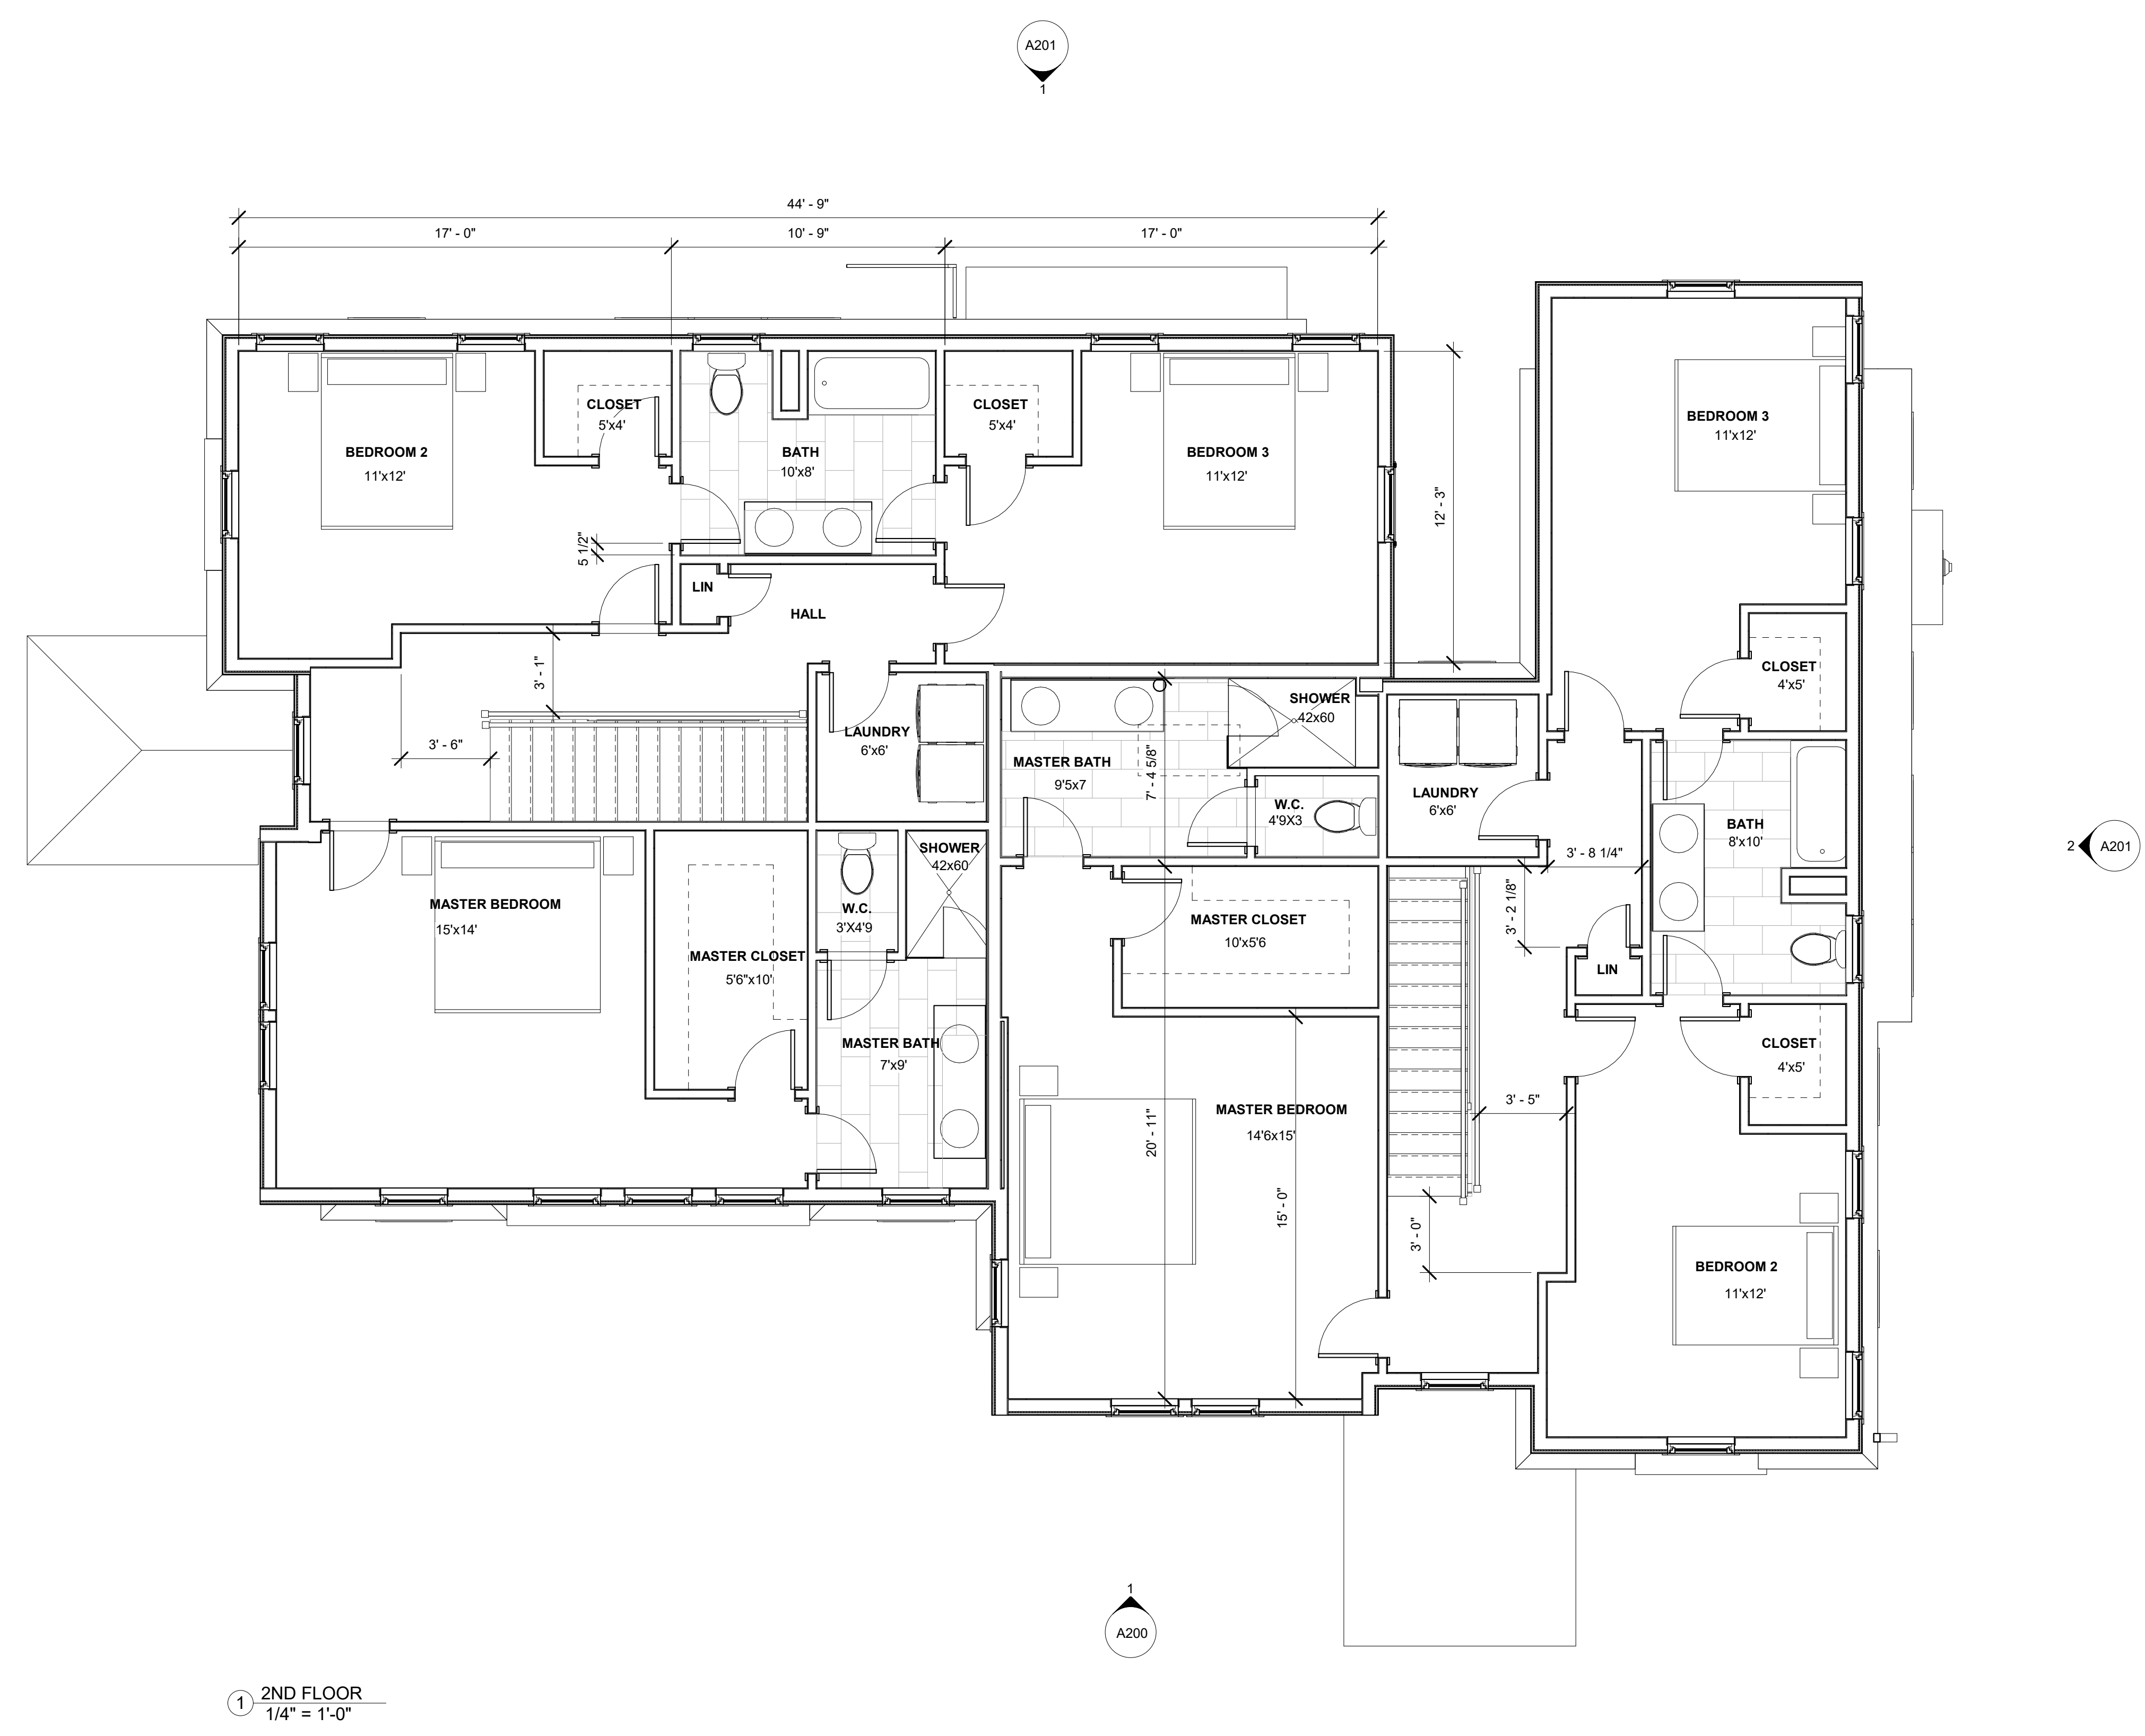 A201
1
44' - 9"
17' - 0"
10' - 9"
17' - 0"
CLOSET
5'x4'
BEDROOM 2
11'x12'
BATH
10'x8'
CLOSET
5'x4'
BEDROOM 3
11'x12'
12' - 3"
BEDROOM 3
11'x12'
5 1/2"
LIN
HALL
3' - 1"
3' - 6"
LAUNDRY
6'x6'
SHOWER
42x60
MASTER BATH
9'5x7
7' - 4 5/8"
W.C.
4'9X3
LAUNDRY
6'x6'
CLOSET
4'x5'
BATH
8'x10'
3' - 8 1/4"
2
A201
MASTER BEDROOM
15'x14'
MASTER CLOSET
5'6"x10'
W.C.
3'X4'9
SHOWER
42x60
MASTER BATH
7'x9'
MASTER CLOSET
10'x5'6
3' - 2 1/8"
LIN
CLOSET
4'x5'
MASTER BEDROOM
14'6x15'
20' - 11"
15' - 0"
3' - 5"
3' - 0"
BEDROOM 2
11'x12'
1
A200
1
2ND FLOOR
1/4" = 1'-0"